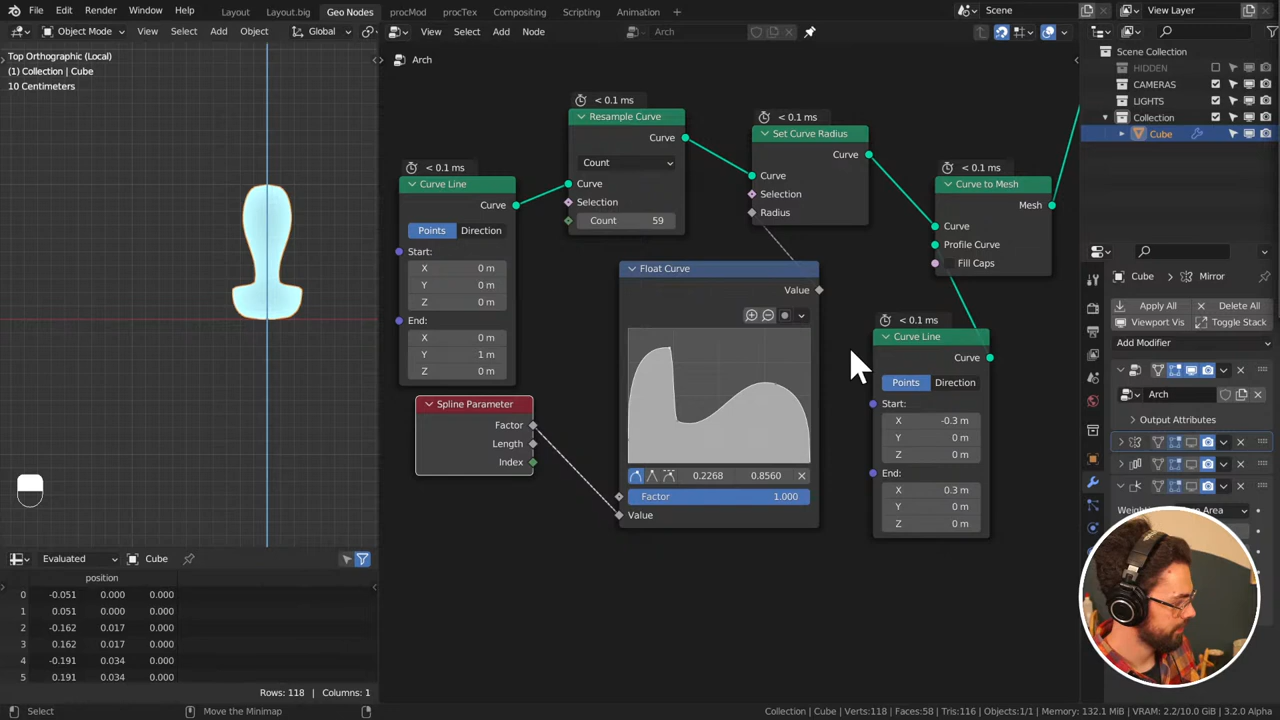 File Edit Render Window Help Layout Layout.big Geo Nodes procMod procTex Compositing Scripting Animation Scene View Layer
Object Mode View Select Add Object Global View Select Add Node Arch
Top Orthographic (Local)
(1) Collection | Cube
10 Centimeters
Arch
< 0.1 ms
Resample Curve
Curve
Count
Curve
Selection
Count 59
< 0.1 ms
Set Curve Radius
Curve
Curve
Selection
Radius
< 0.1 ms
Curve Line
Curve
Points Direction
Start:
X 0 m
Y 0 m
Z 0 m
End:
X 0 m
Y 1 m
Z 0 m
< 0.1 ms
Curve to Mesh
Mesh
Curve
Profile Curve
Fill Caps
Float Curve
Value
0.2268 0.8560
Factor 1.000
Value
Spline Parameter
Factor
Length
Index
< 0.1 ms
Curve Line
Curve
Points Direction
Start:
X -0.3 m
Y 0 m
Z 0 m
End:
X 0.3 m
Y 0 m
Z 0 m
Scene Collection
HIDDEN
CAMERAS
LIGHTS
Collection
Cube
Cube Mirror
Apply All Delete All
Viewport Vis Toggle Stack
Add Modifier
Arch
Output Attributes
Evaluated Cube
position
0 -0.051 0.000 0.000
1 0.051 0.000 0.000
2 -0.162 0.017 0.000
3 0.162 0.017 0.000
4 -0.191 0.034 0.000
5 0.191 0.034 0.000
Rows: 118 | Columns: 1
Select Move the Minimap Collection | Cube | Verts:118 | Faces:58 | Tris:116 | Objects:1/1 | Memory: 132.1 MiB | VRAM: 2.2/10.0 GiB | 3.2.0 Alpha